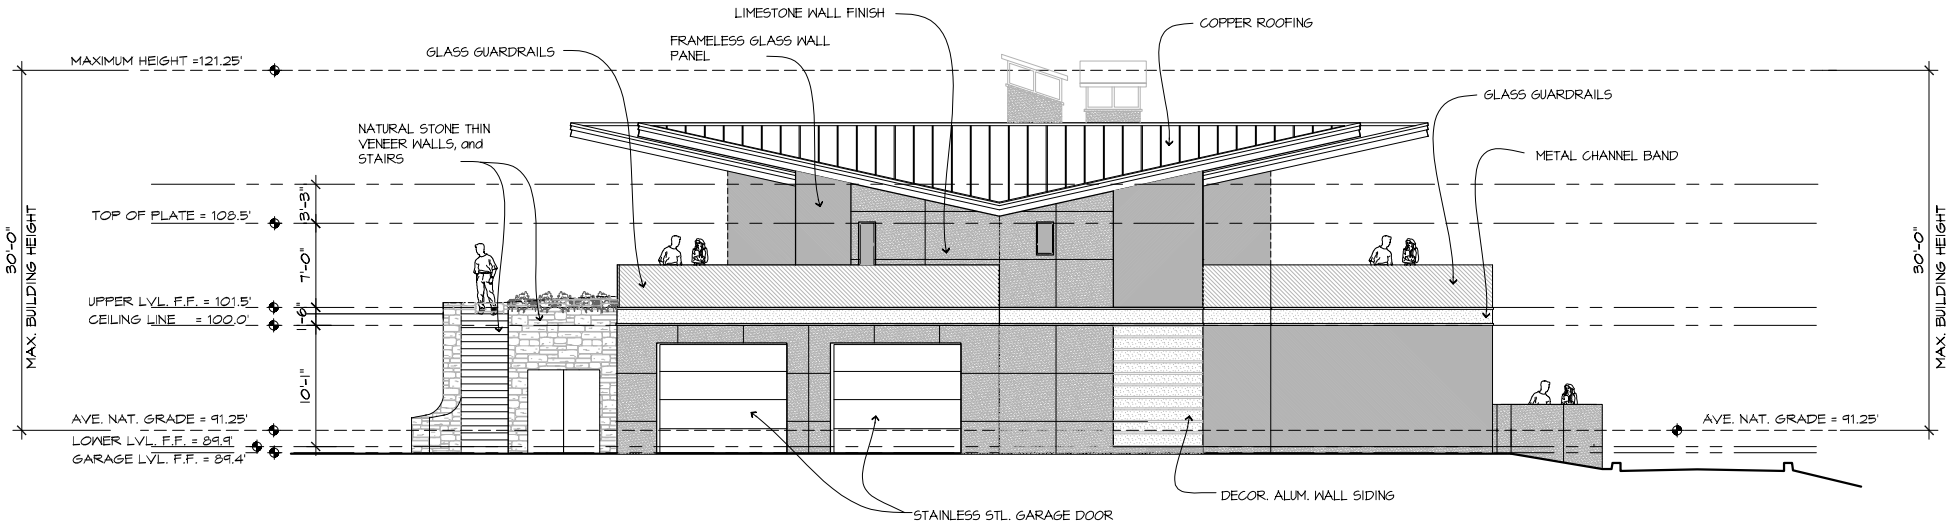 LIMESTONE WALL FINISH
COPPER ROOFING
FRAMELESS GLASS WALL
PANEL
GLASS GUARDRAILS
MAXIMUM HEIGHT =121.25'
GLASS GUARDRAILS
NATURAL STONE THIN
VENEER WALLS, and
STAIRS
METAL CHANNEL BAND
3'-3"
TOP OF PLATE = 108.5'
30'-0"
MAX. BUILDING HEIGHT
7'-0"
30'-0"
MAX. BUILDING HEIGHT
UPPER LVL. F.F. = 101.5'
1'-6"
CEILING LINE = 100.0'
10'-1"
AVE. NAT. GRADE = 91.25'
AVE. NAT. GRADE = 91.25'
LOWER LVL. F.F. = 89.9'
GARAGE LVL. F.F. = 89.4'
DECOR. ALUM. WALL SIDING
STAINLESS STL. GARAGE DOOR